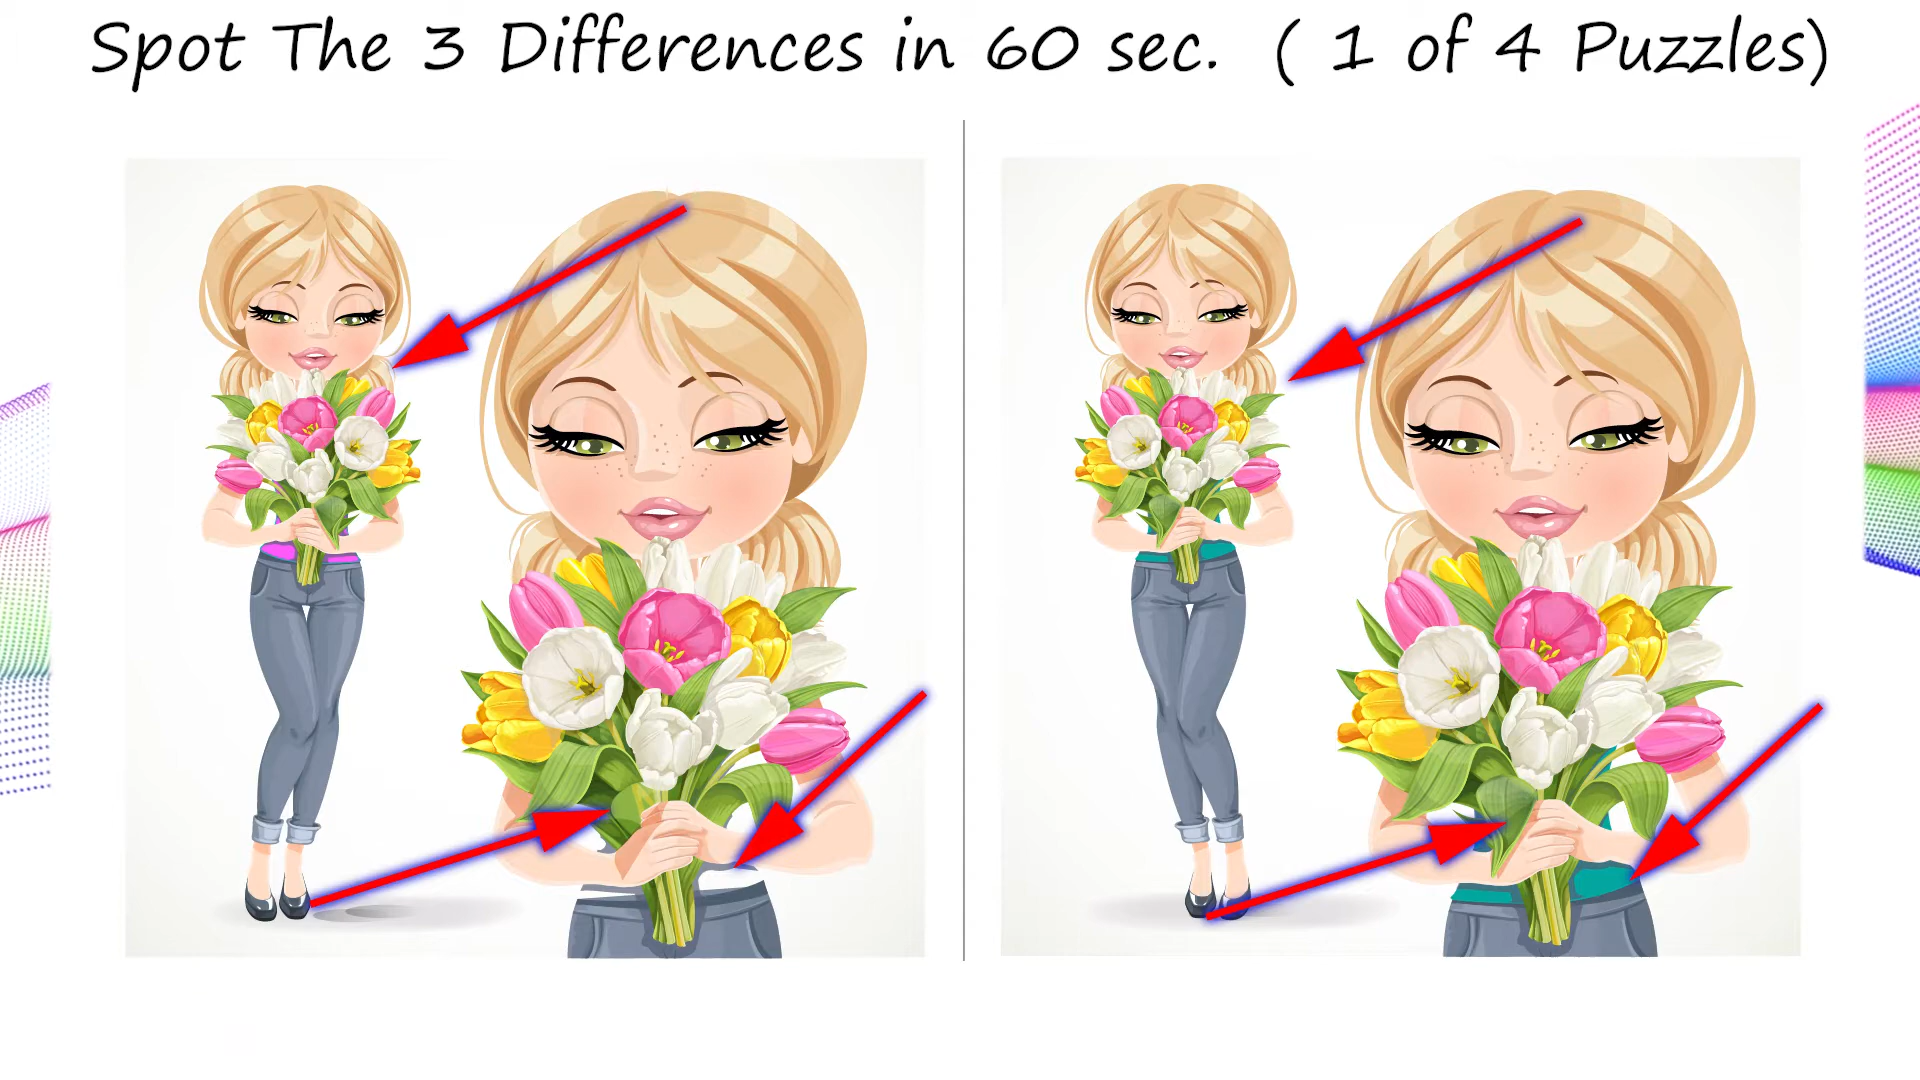 Spot The 3 Differences in 60 sec. ( 1 of 4 Puzzles)